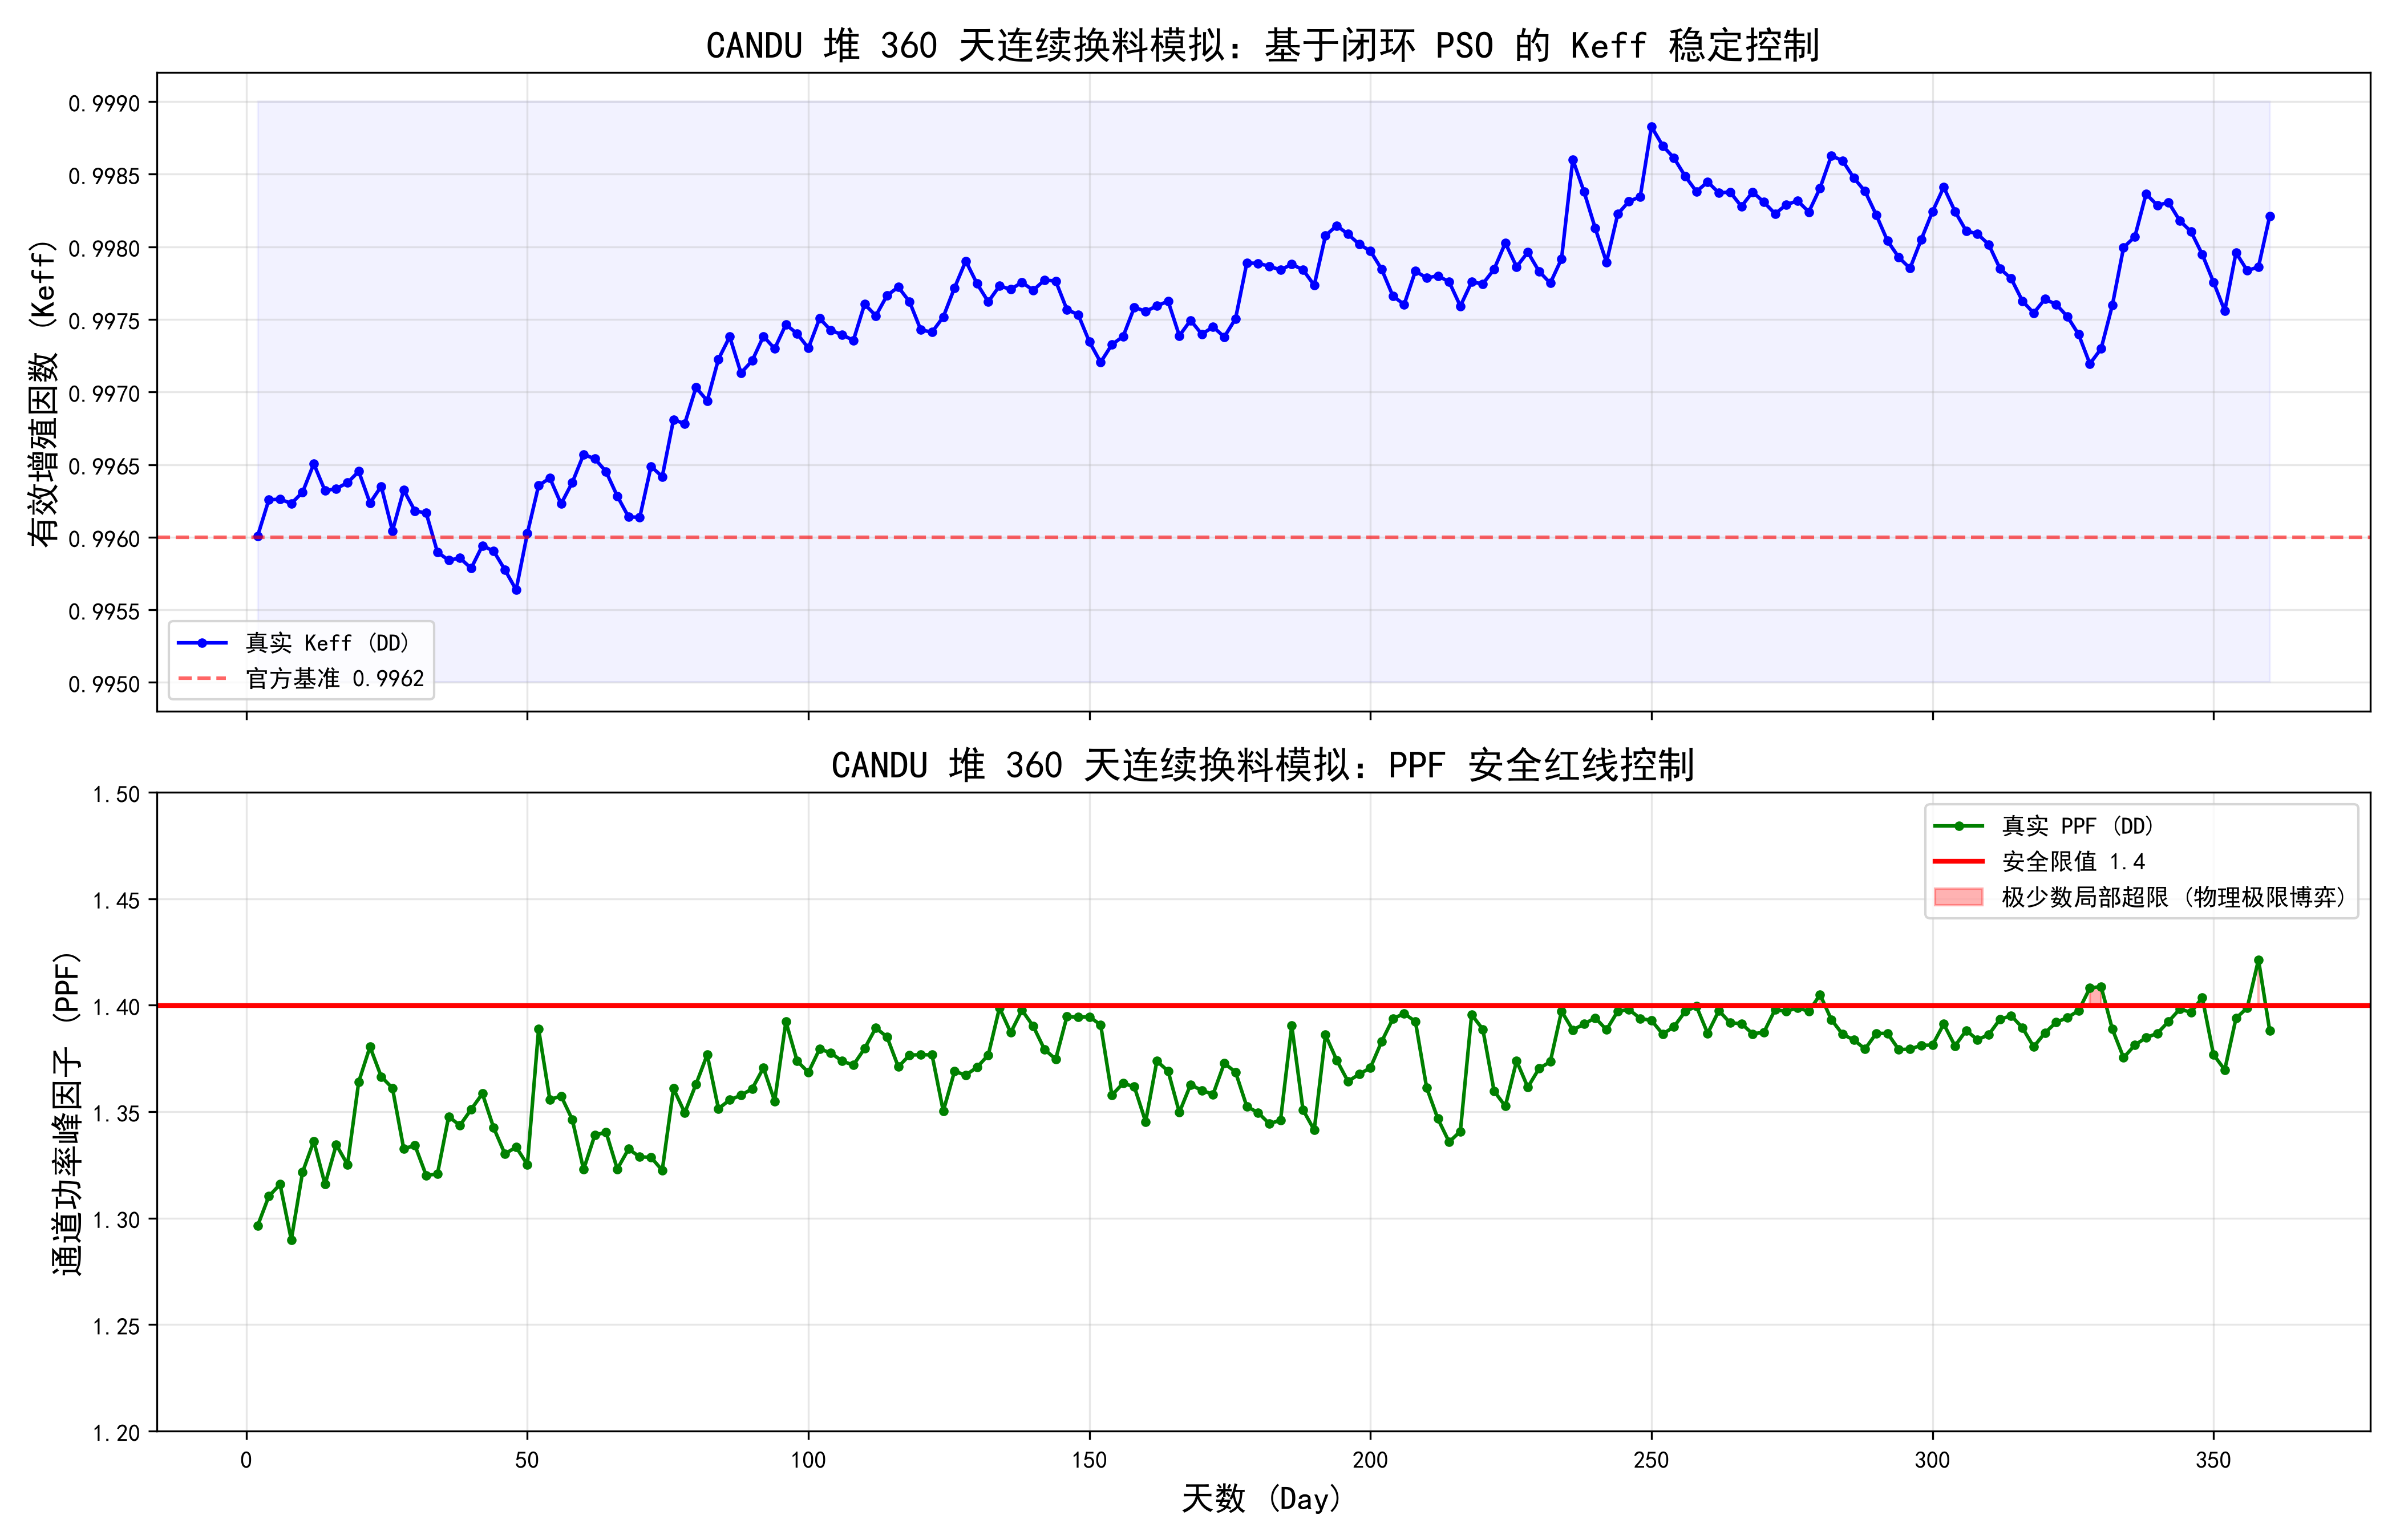 CANDU 堆 360 天连续换料模拟：基于闭环 PSO 的 Keff 稳定控制
有效增殖因数 (Keff)
0.9990
0.9985
0.9980
0.9975
0.9970
0.9965
0.9960
0.9955
0.9950
真实 Keff (DD)
官方基准 0.9962
CANDU 堆 360 天连续换料模拟：PPF 安全红线控制
通道功率峰因子 (PPF)
1.50
1.45
1.40
1.35
1.30
1.25
1.20
真实 PPF (DD)
安全限值 1.4
极少数局部超限 (物理极限博弈)
0 50 100 150 200 250 300 350
天数 (Day)